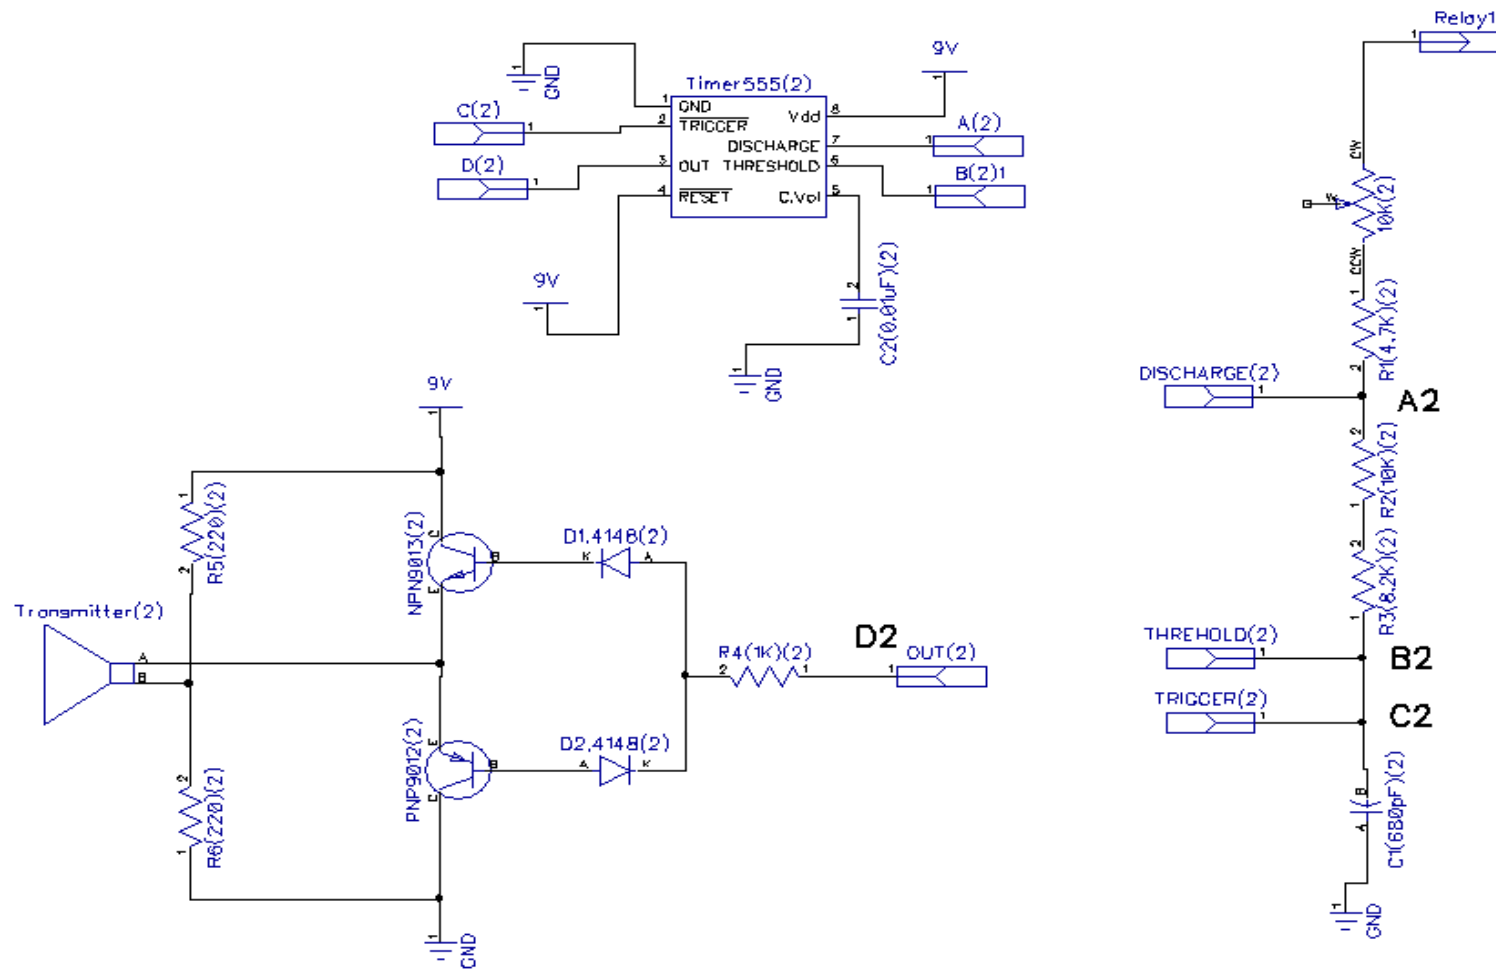 Relay1
1
9V
1
1
GND
Timer555(2)
1
GND
Vdd
8
C(2)
1
2
TRIGGER
A(2)
1
DISCHARGE
7
D(2)
1
3
OUT
THRESHOLD
6
B(2)1
1
4
RESET
C.Vol
5
CW
W
10K(2)
CCW
9V
1
2
1
C2(0.01uF)(2)
1
GND
1
2
R1(4.7K)(2)
9V
1
DISCHARGE(2)
1
A2
2
1
R2(10K)(2)
1
2
R5(220)(2)
C
B
E
NPN9013(2)
D1,4148(2)
K
A
2
1
R3(8.2K)(2)
Transmitter(2)
A
B
D2
R4(1K)(2)
2
1
OUT(2)
1
THREHOLD(2)
1
B2
TRIGGER(2)
1
C2
2
1
R6(220)(2)
E
B
C
PNP9012(2)
D2,4148(2)
A
K
B
A
C1(680pF)(2)
1
GND
1
GND